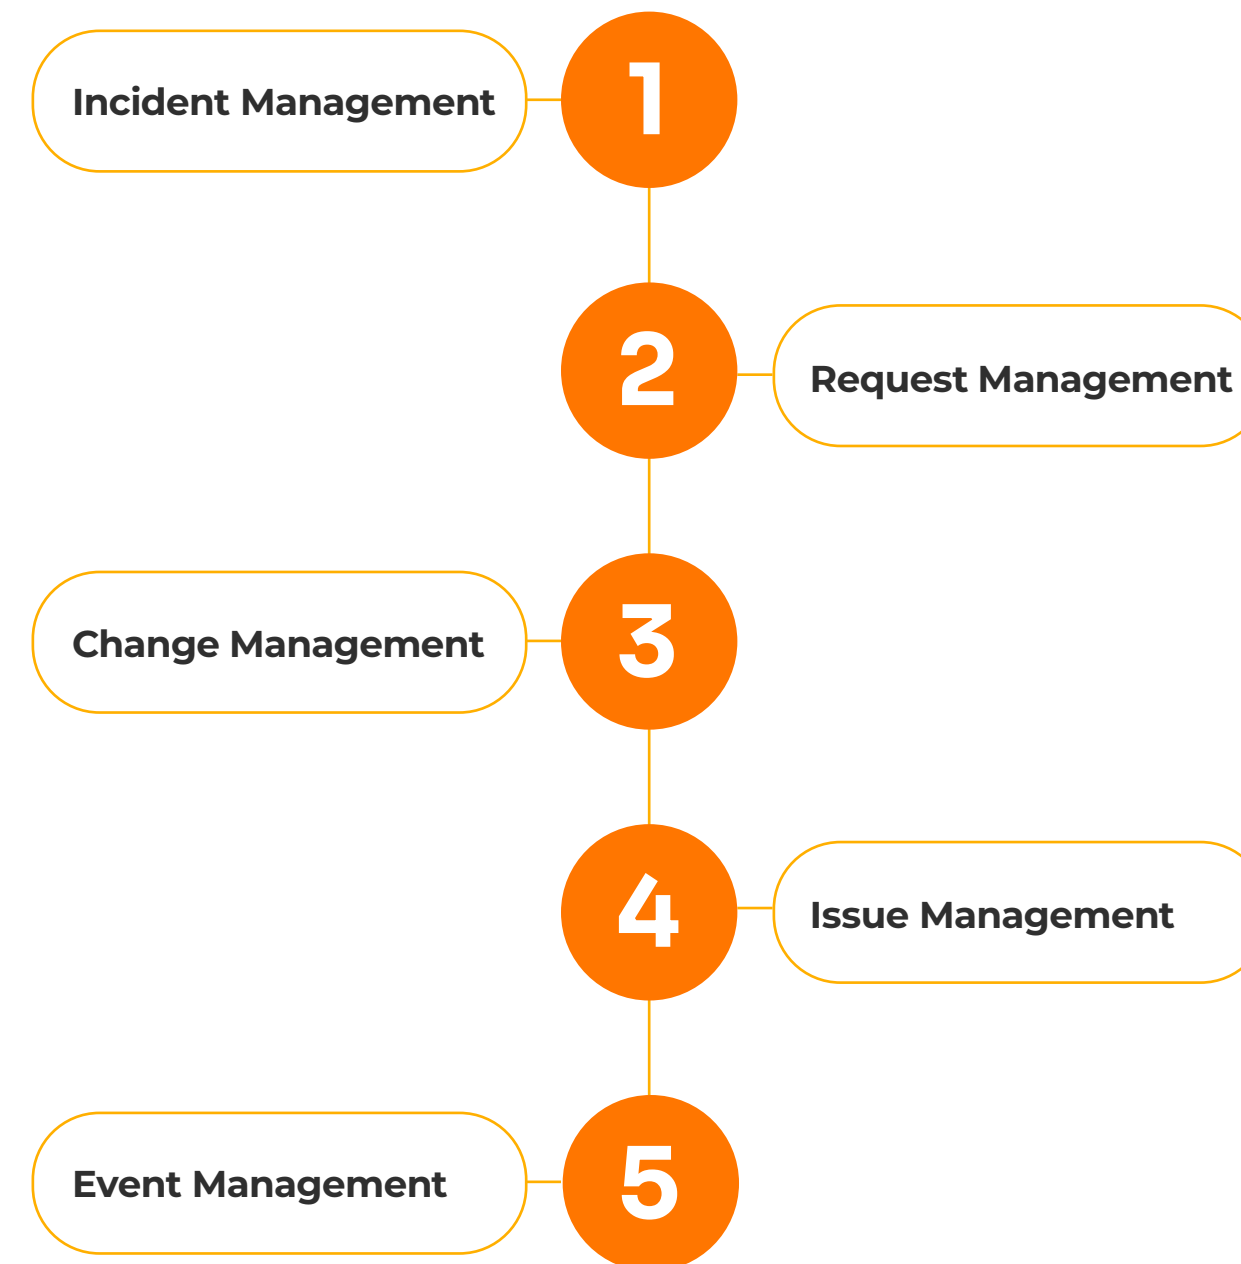 Incident Management
1
2
Request Management
Change Management
3
4
Issue Management
Event Management
5